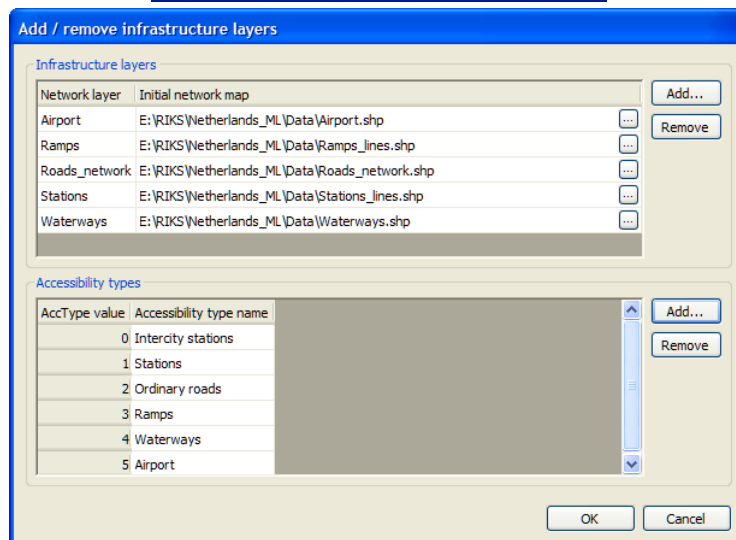 Add / remove infrastructure layers
Infrastructure layers
Network layer Initial network map
Airport E:\RIKS\Netherlands_ML\Data\Airport.shp ...
Ramps E:\RIKS\Netherlands_ML\Data\Ramps_lines.shp ...
Roads_network E:\RIKS\Netherlands_ML\Data\Roads_network.shp ...
Stations E:\RIKS\Netherlands_ML\Data\Stations_lines.shp ...
Waterways E:\RIKS\Netherlands_ML\Data\Waterways.shp ...
Add...
Remove
Accessibility types
AccType value Accessibility type name
0 Intercity stations
1 Stations
2 Ordinary roads
3 Ramps
4 Waterways
5 Airport
Add...
Remove
OK Cancel